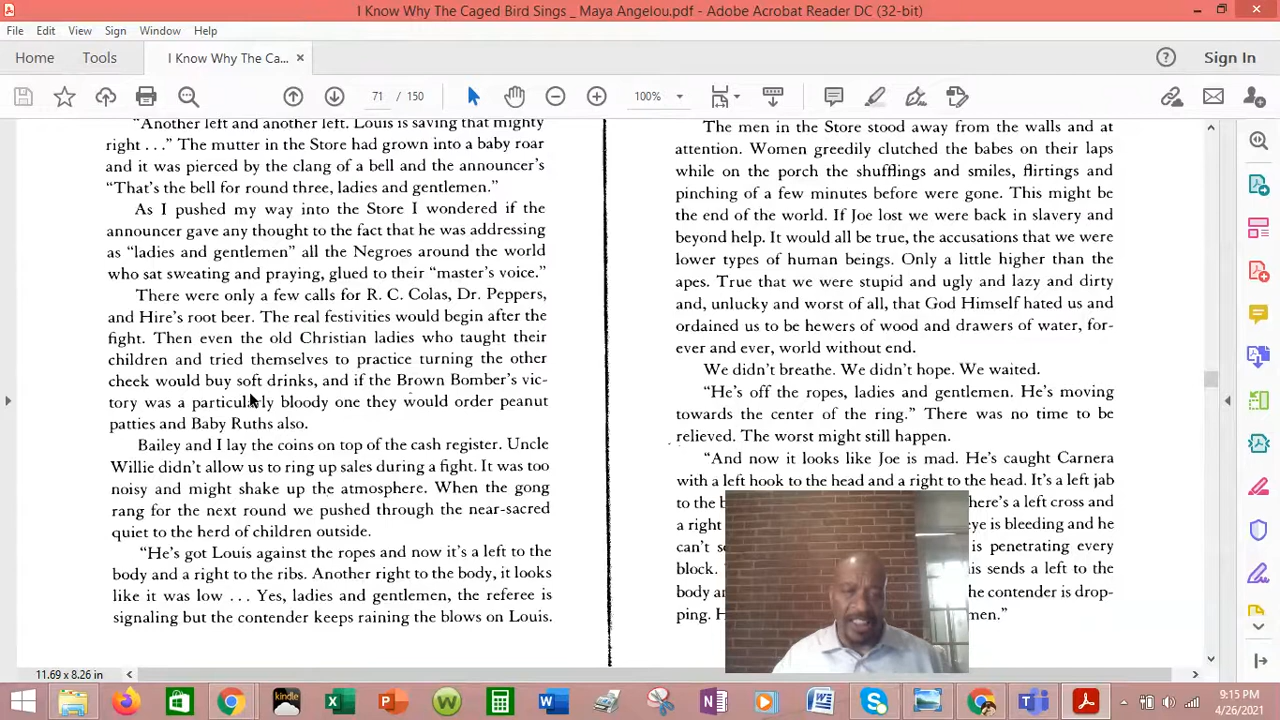 I Know Why The Caged Bird Sings _ Maya Angelou.pdf - Adobe Acrobat Reader DC (32-bit)
File Edit View Sign Window Help
Home Tools I Know Why The Ca... × Sign In
71 / 150 100%
“Another left and another left. Louis is saving that mighty
right . . .” The mutter in the Store had grown into a baby roar
and it was pierced by the clang of a bell and the announcer’s
“That’s the bell for round three, ladies and gentlemen.”
As I pushed my way into the Store I wondered if the
announcer gave any thought to the fact that he was addressing
as “ladies and gentlemen” all the Negroes around the world
who sat sweating and praying, glued to their “master’s voice.”
There were only a few calls for R. C. Colas, Dr. Peppers,
and Hire’s root beer. The real festivities would begin after the
fight. Then even the old Christian ladies who taught their
children and tried themselves to practice turning the other
cheek would buy soft drinks, and if the Brown Bomber’s vic-
tory was a particularly bloody one they would order peanut
patties and Baby Ruths also.
Bailey and I lay the coins on top of the cash register. Uncle
Willie didn’t allow us to ring up sales during a fight. It was too
noisy and might shake up the atmosphere. When the gong
rang for the next round we pushed through the near-sacred
quiet to the herd of children outside.
“He’s got Louis against the ropes and now it’s a left to the
body and a right to the ribs. Another right to the body, it looks
like it was low . . . Yes, ladies and gentlemen, the referee is
signaling but the contender keeps raining the blows on Louis.
The men in the Store stood away from the walls and at
attention. Women greedily clutched the babes on their laps
while on the porch the shufflings and smiles, flirtings and
pinching of a few minutes before were gone. This might be
the end of the world. If Joe lost we were back in slavery and
beyond help. It would all be true, the accusations that we were
lower types of human beings. Only a little higher than the
apes. True that we were stupid and ugly and lazy and dirty
and, unlucky and worst of all, that God Himself hated us and
ordained us to be hewers of wood and drawers of water, for-
ever and ever, world without end.
We didn’t breathe. We didn’t hope. We waited.
“He’s off the ropes, ladies and gentlemen. He’s moving
towards the center of the ring.” There was no time to be
relieved. The worst might still happen.
“And now it looks like Joe is mad. He’s caught Carnera
with a left hook to the head and a right to the head. It’s a left jab
to the left cross and
a right eye is bleeding and he
can’t is penetrating every
block. sends a left to the
body contender is drop-
ping.
11.69 x 8.26 in
kindle
9:15 PM
4/26/2021